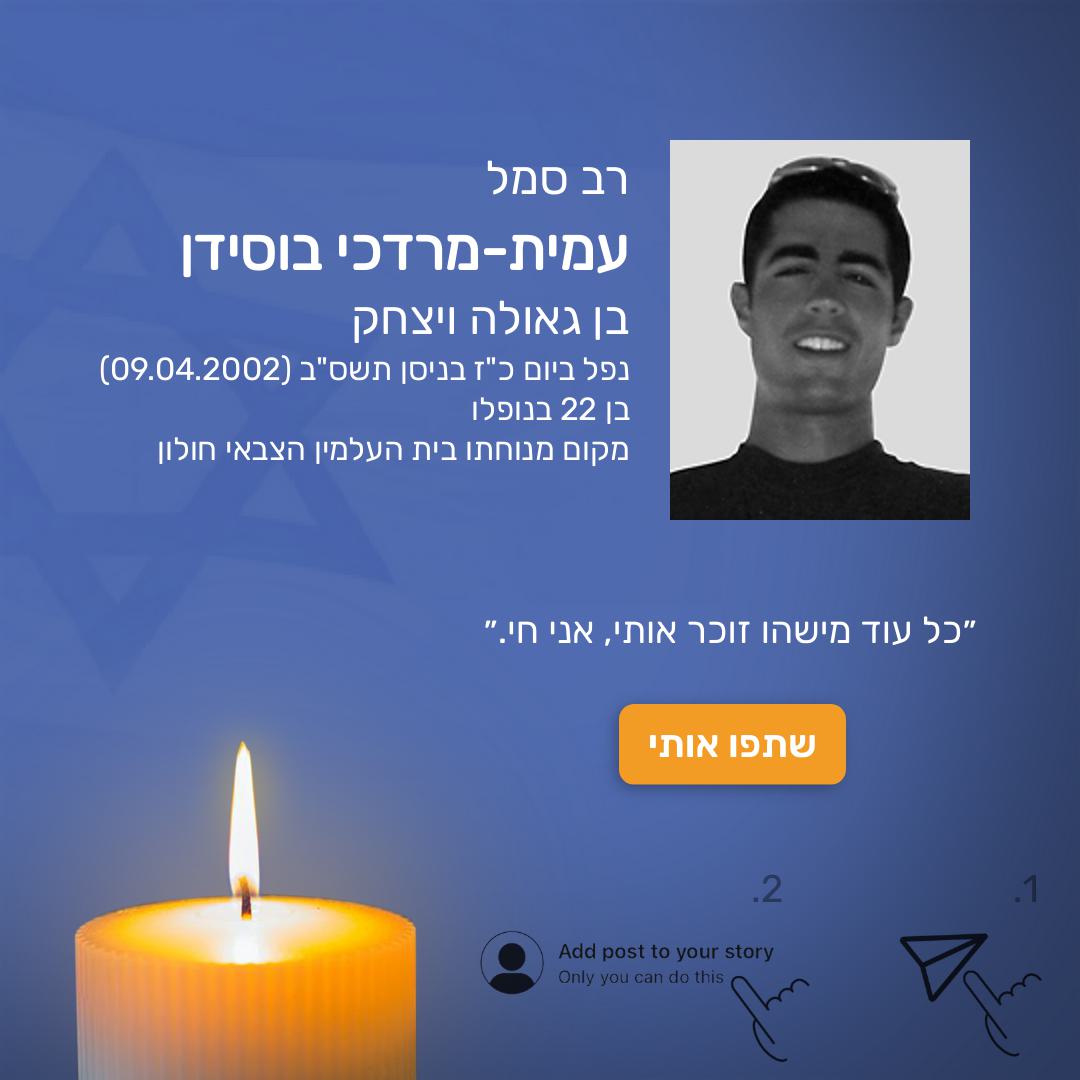 רב סמל
עמית-מרדכי בוסידן
בן גאולה ויצחק
נפל ביום כ"ז בניסן תשס"ב (09.04.2002)
בן 22 בנופלו
מקום מנוחתו בית העלמין הצבאי חולון
״כל עוד מישהו זוכר אותי, אני חי.״
שתפו אותי
1.
2.
Add post to your story
Only you can do this